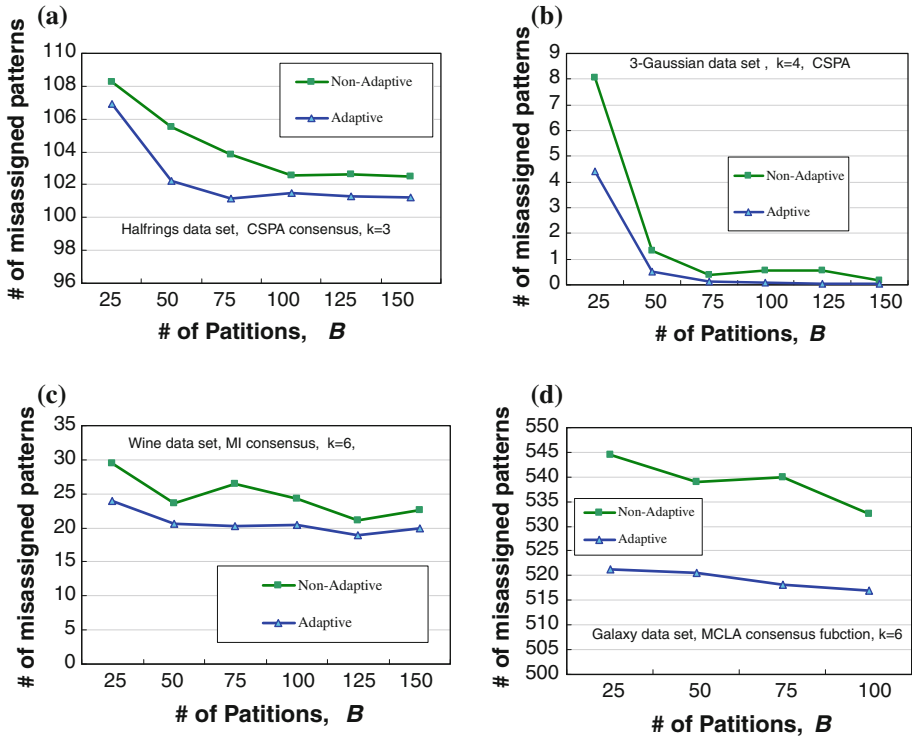 (a)
# of misassigned patterns
110
108
106
104
102
100
98
96
Non-Adaptive
Adaptive
Halfrings data set, CSPA consensus, k=3
25 50 75 100 125 150
# of Patitions, B
(b)
# of misassigned patterns
9
8
7
6
5
4
3
2
1
0
3-Gaussian data set , k=4, CSPA
Non-Adaptive
Adptive
25 50 75 100 125 150
# of Patitions, B
(c)
# of misassigned patterns
35
30
25
20
15
10
5
0
Wine data set, MI consensus, k=6,
Non-Adaptive
Adaptive
25 50 75 100 125 150
# of Patitions, B
(d)
# of misassigned patterns
550
545
540
535
530
525
520
515
510
505
500
Non-Adaptive
Adaptive
Galaxy data set, MCLA consensus fubction, k=6
25 50 75 100
# of Patitions, B